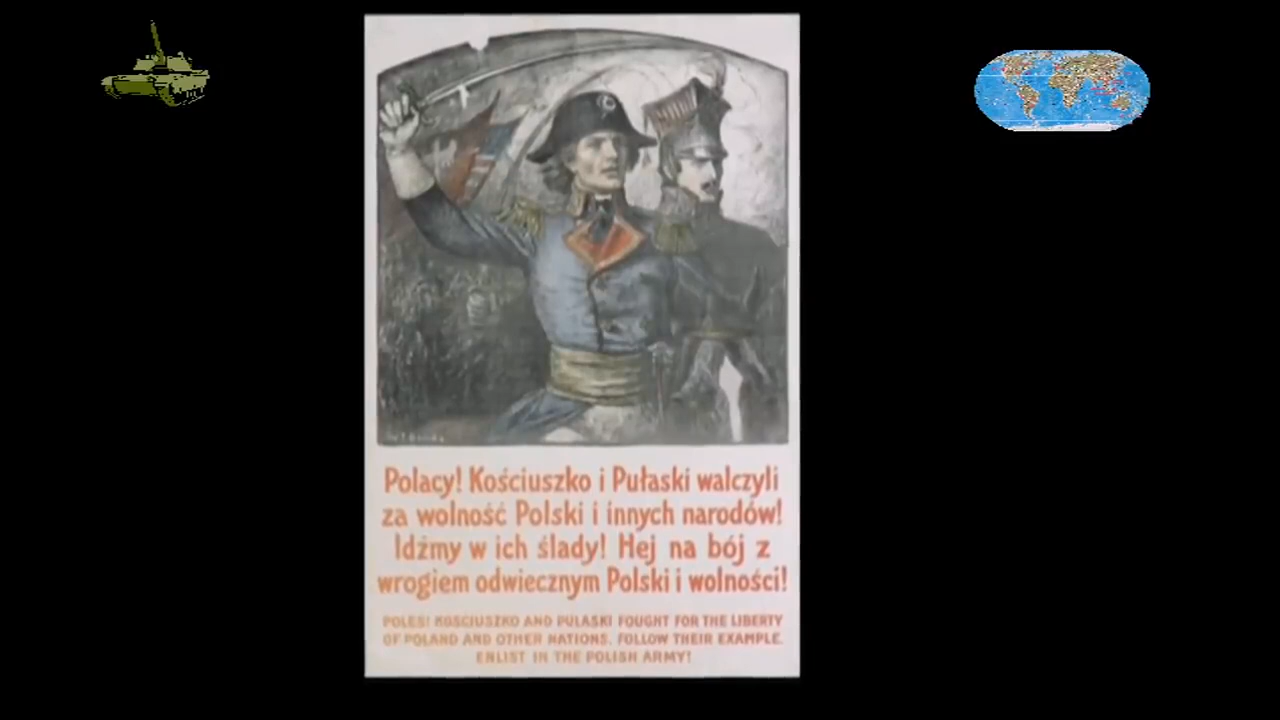 Polacy! Kościuszko i Pułaski walczyli
za wolność Polski i innych narodów!
Idźmy w ich ślady! Hej na bój z
wrogiem odwiecznym Polski i wolności!
POLES! KOSCIUSZKO AND PULASKI FOUGHT FOR THE LIBERTY
OF POLAND AND OTHER NATIONS. FOLLOW THEIR EXAMPLE.
ENLIST IN THE POLISH ARMY!